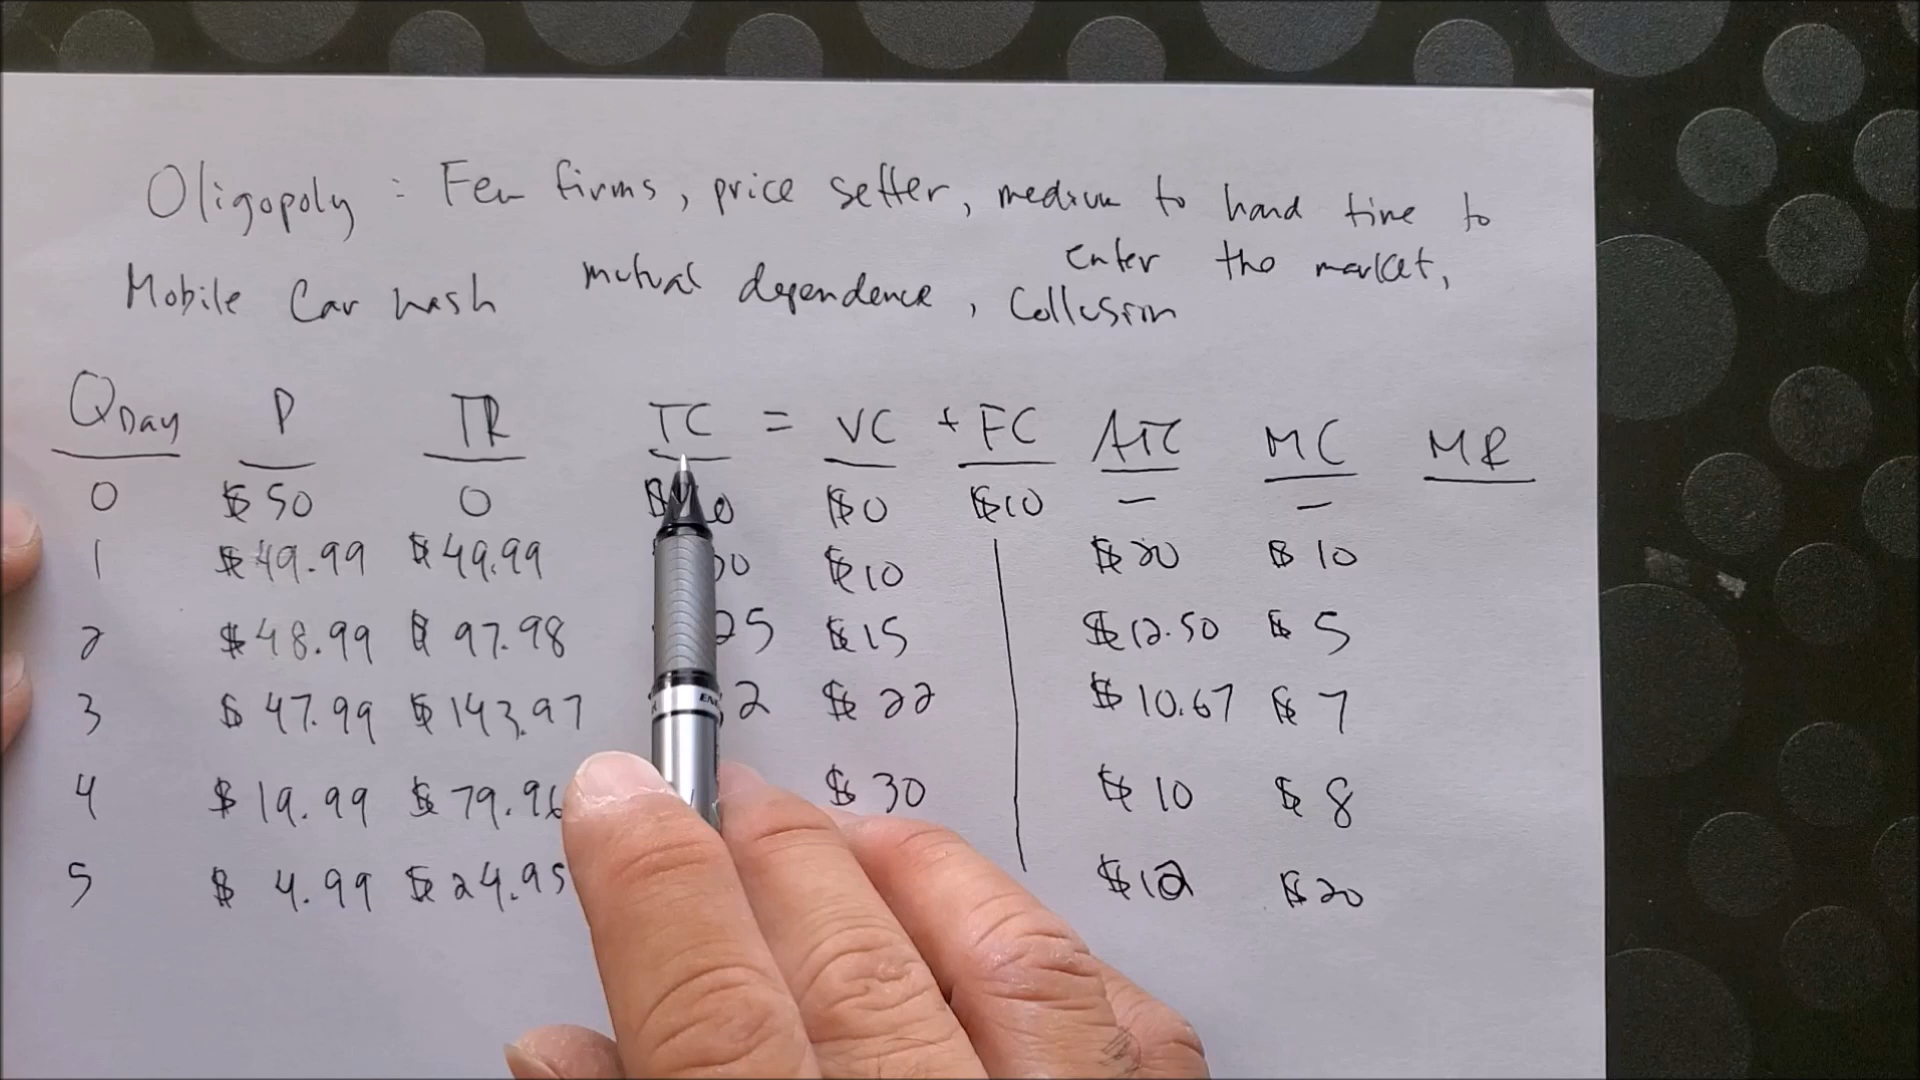 Oligopoly : Few firms, price setter, medium to hard time to
enter the market,
Mobile Car wash mutual dependence, Collusion
QDay P TR TC = VC + FC ATC MC MR
0 $50 0 $0 $10 — —
1 $49.99 $49.99 $10 $20 $10
2 $48.99 $97.98 25 $15 $12.50 $5
3 $47.99 $143.97 2 $22 $10.67 $7
4 $19.99 $79.96 $30 $10 $8
5 $4.99 $24.95 $12 $20